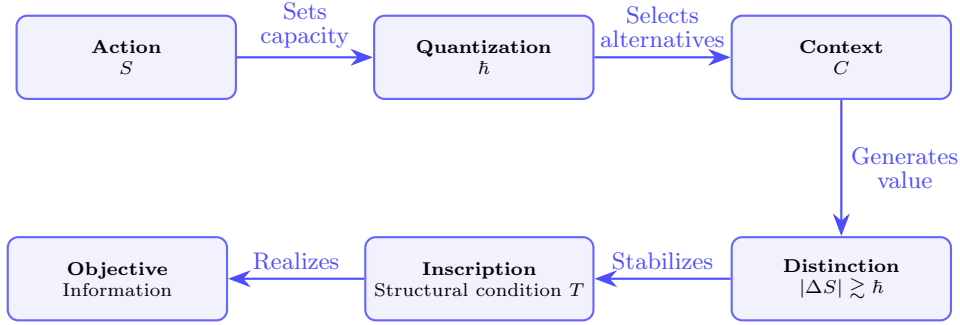 Action
S
Sets
capacity
Quantization
ħ
Selects
alternatives
Context
C
Generates
value
Distinction
|ΔS| ≳ ħ
Stabilizes
Inscription
Structural condition T
Realizes
Objective
Information